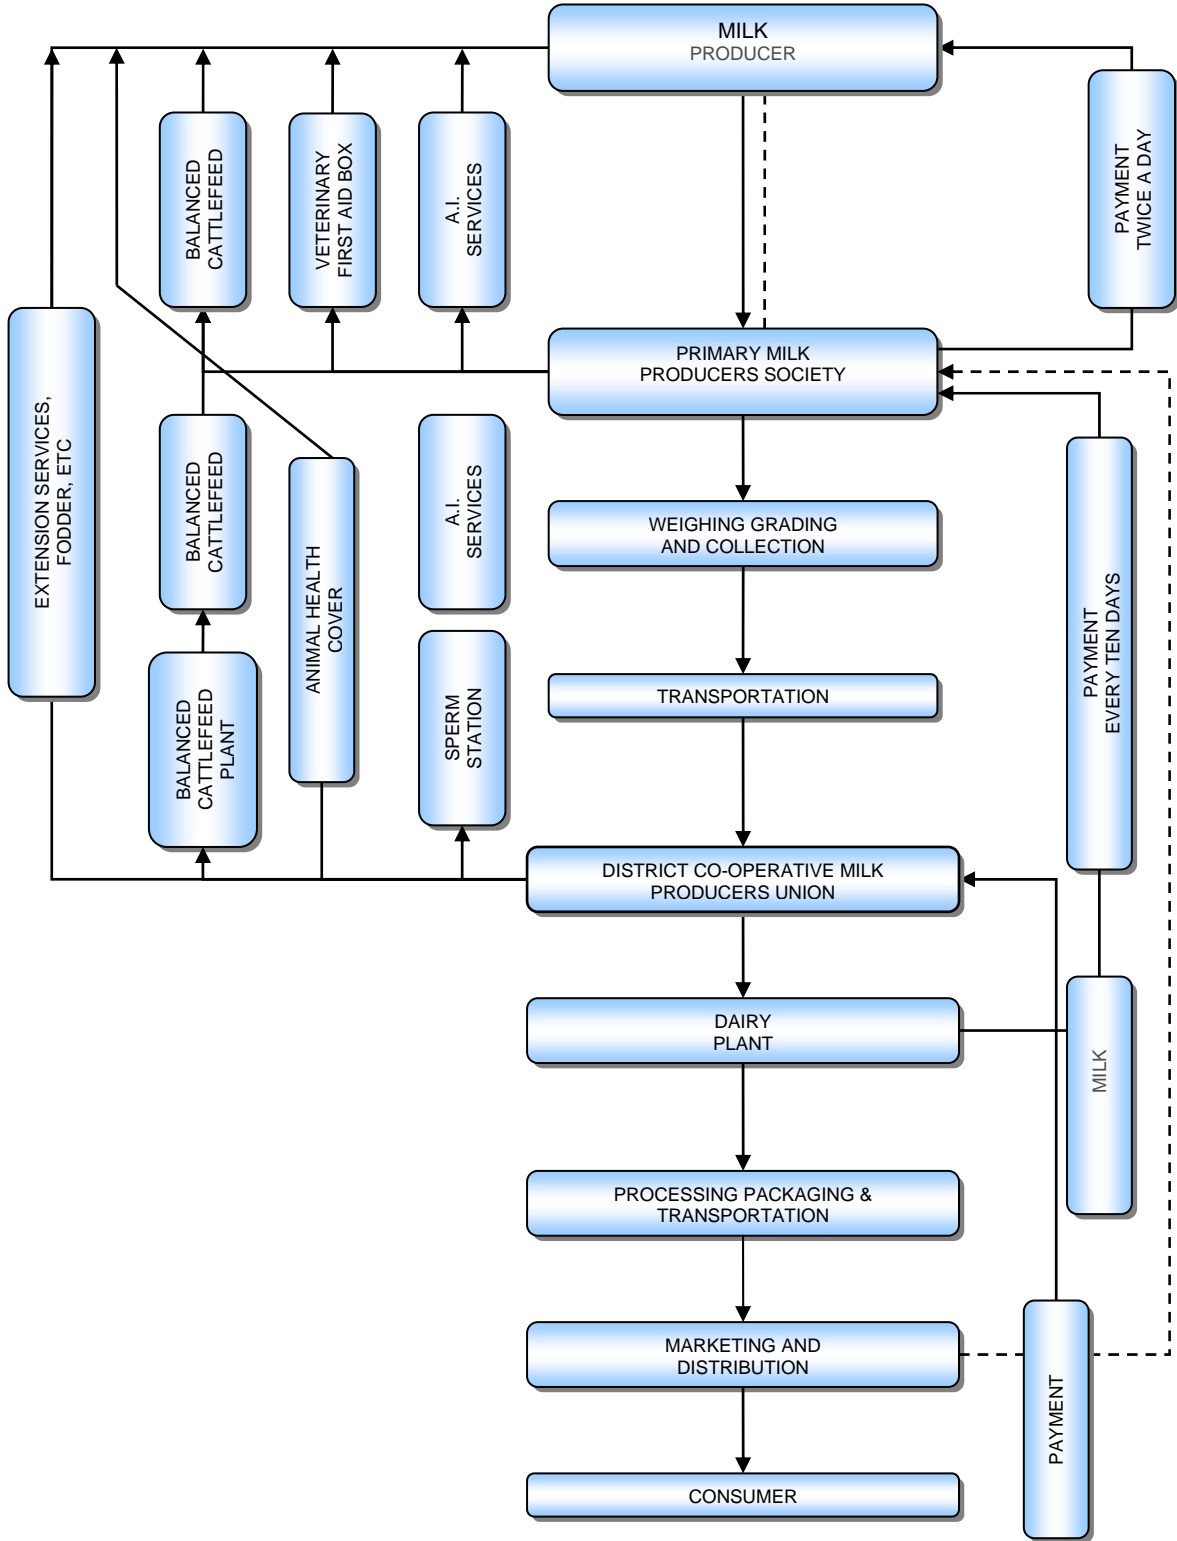 MILK
PRODUCER
PAYMENT
TWICE A DAY
BALANCED
CATTLEFEED
VETERINARY
FIRST AID BOX
A.I.
SERVICES
EXTENSION SERVICES,
FODDER, ETC
PRIMARY MILK
PRODUCERS SOCIETY
BALANCED
CATTLEFEED
A.I.
SERVICES
ANIMAL HEALTH
COVER
WEIGHING GRADING
AND COLLECTION
PAYMENT
EVERY TEN DAYS
BALANCED
CATTLEFEED
PLANT
SPERM
STATION
TRANSPORTATION
DISTRICT CO-OPERATIVE MILK
PRODUCERS UNION
DAIRY
PLANT
MILK
PROCESSING PACKAGING &
TRANSPORTATION
MARKETING AND
DISTRIBUTION
PAYMENT
CONSUMER